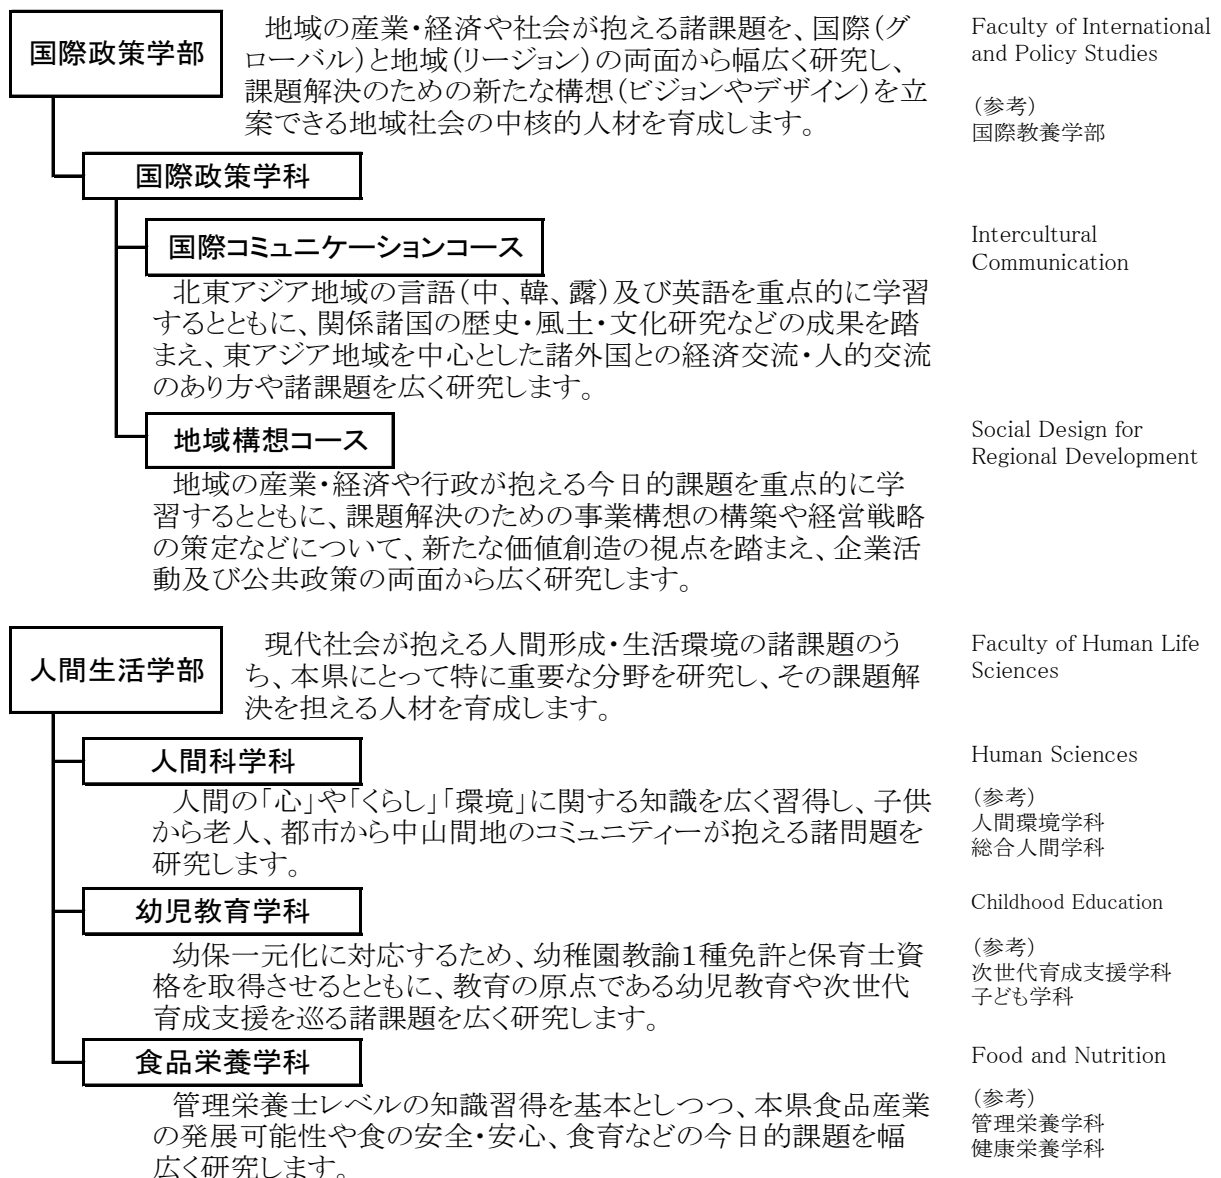 国際政策学部
地域の産業・経済や社会が抱える諸課題を、国際(グ
ローバル)と地域(リージョン)の両面から幅広く研究し、
課題解決のための新たな構想(ビジョンやデザイン)を立
案できる地域社会の中核的人材を育成します。
Faculty of International
and Policy Studies
(参考)
国際教養学部
国際政策学科
国際コミュニケーションコース
Intercultural
Communication
北東アジア地域の言語(中、韓、露)及び英語を重点的に学習
するとともに、関係諸国の歴史・風土・文化研究などの成果を踏
まえ、東アジア地域を中心とした諸外国との経済交流・人的交流
のあり方や諸課題を広く研究します。
地域構想コース
Social Design for
Regional Development
地域の産業・経済や行政が抱える今日的課題を重点的に学
習するとともに、課題解決のための事業構想の構築や経営戦略
の策定などについて、新たな価値創造の視点を踏まえ、企業活
動及び公共政策の両面から広く研究します。
人間生活学部
現代社会が抱える人間形成・生活環境の諸課題のう
ち、本県にとって特に重要な分野を研究し、その課題解
決を担える人材を育成します。
Faculty of Human Life
Sciences
人間科学科
Human Sciences
人間の「心」や「くらし」「環境」に関する知識を広く習得し、子供
から老人、都市から中山間地のコミュニティーが抱える諸問題を
研究します。
(参考)
人間環境学科
総合人間学科
幼児教育学科
Childhood Education
幼保一元化に対応するため、幼稚園教諭1種免許と保育士資
格を取得させるとともに、教育の原点である幼児教育や次世代
育成支援を巡る諸課題を広く研究します。
(参考)
次世代育成支援学科
子ども学科
食品栄養学科
Food and Nutrition
管理栄養士レベルの知識習得を基本としつつ、本県食品産業
の発展可能性や食の安全・安心、食育などの今日的課題を幅
広く研究します。
(参考)
管理栄養学科
健康栄養学科